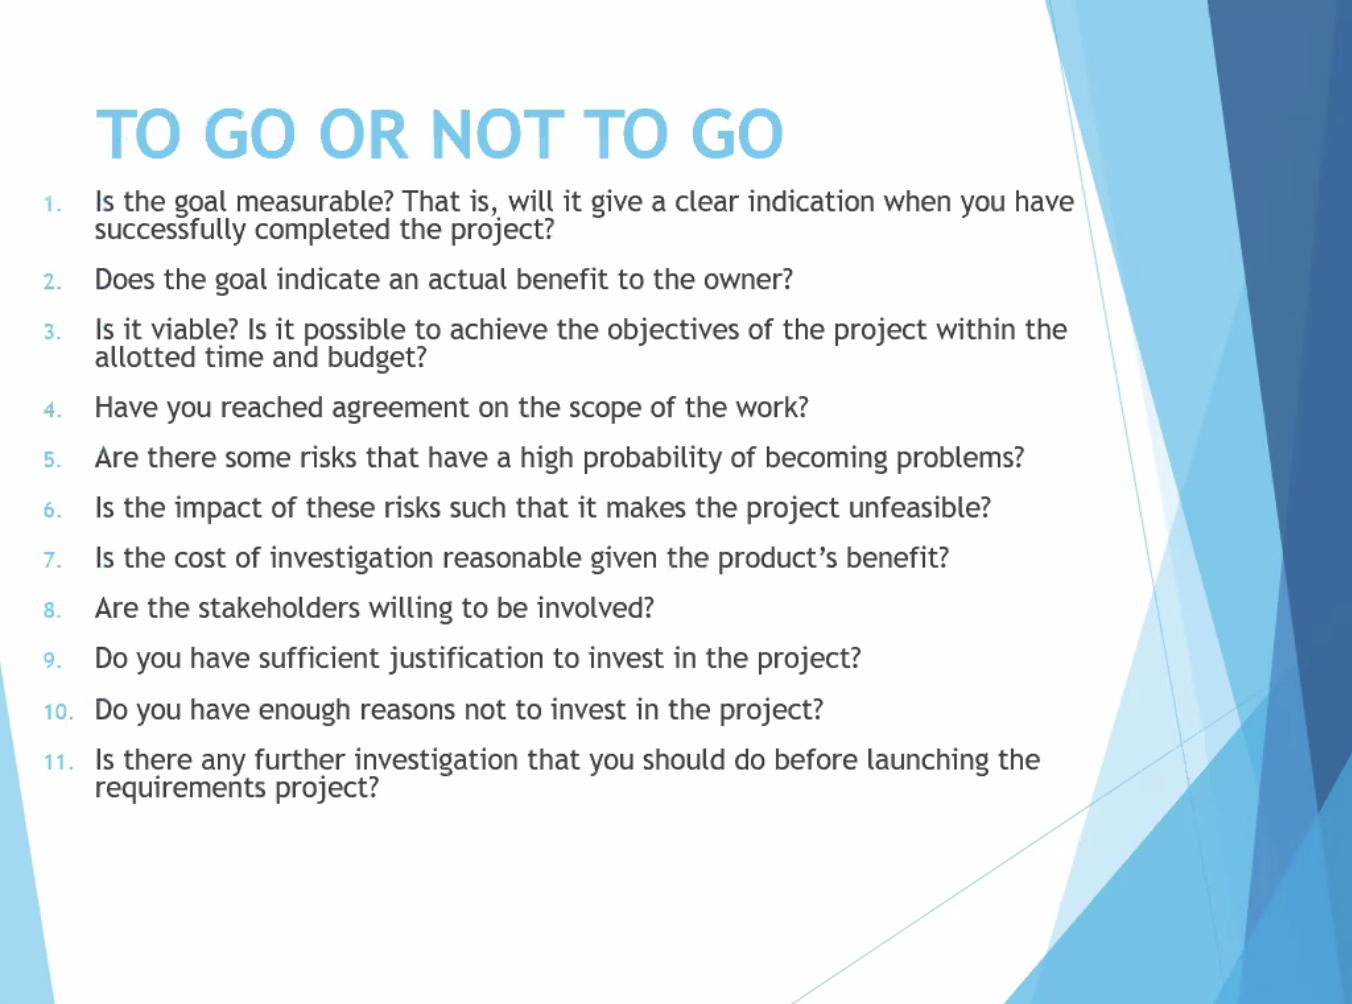 TO GO OR NOT TO GO
1. Is the goal measurable? That is, will it give a clear indication when you have
successfully completed the project?
2. Does the goal indicate an actual benefit to the owner?
3. Is it viable? Is it possible to achieve the objectives of the project within the
allotted time and budget?
4. Have you reached agreement on the scope of the work?
5. Are there some risks that have a high probability of becoming problems?
6. Is the impact of these risks such that it makes the project unfeasible?
7. Is the cost of investigation reasonable given the product’s benefit?
8. Are the stakeholders willing to be involved?
9. Do you have sufficient justification to invest in the project?
10. Do you have enough reasons not to invest in the project?
11. Is there any further investigation that you should do before launching the
requirements project?